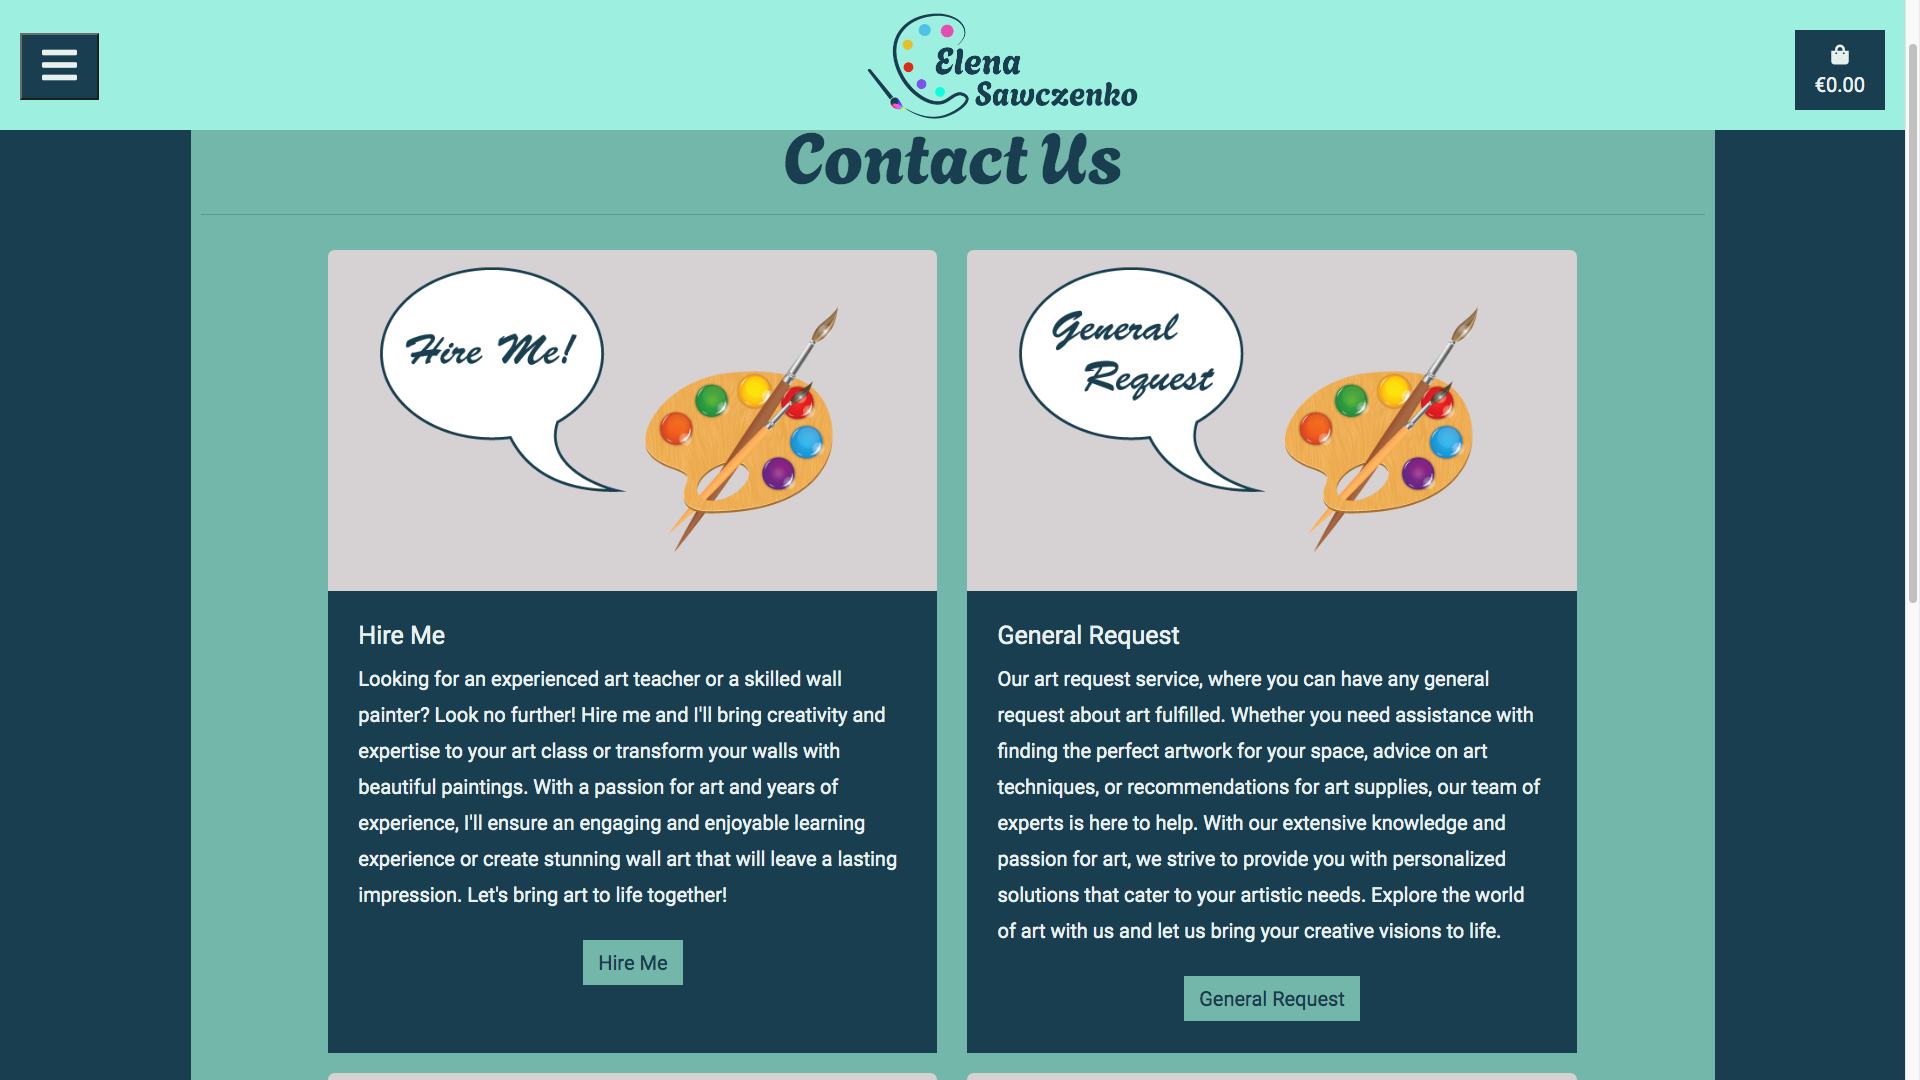 Elena
Sawczenko
€0.00
Contact Us
Hire Me!
General
Request
Hire Me
Looking for an experienced art teacher or a skilled wall
painter? Look no further! Hire me and I'll bring creativity and
expertise to your art class or transform your walls with
beautiful paintings. With a passion for art and years of
experience, I'll ensure an engaging and enjoyable learning
experience or create stunning wall art that will leave a lasting
impression. Let's bring art to life together!
Hire Me
General Request
Our art request service, where you can have any general
request about art fulfilled. Whether you need assistance with
finding the perfect artwork for your space, advice on art
techniques, or recommendations for art supplies, our team of
experts is here to help. With our extensive knowledge and
passion for art, we strive to provide you with personalized
solutions that cater to your artistic needs. Explore the world
of art with us and let us bring your creative visions to life.
General Request